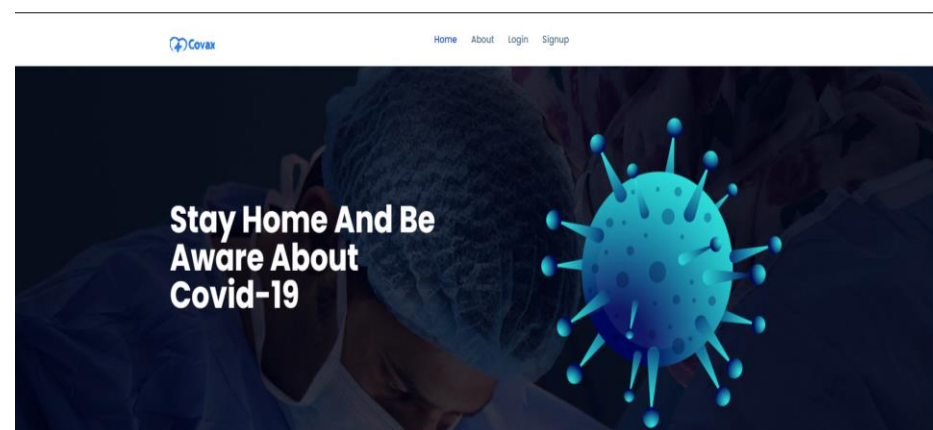 Covax
Home About Login Signup
Stay Home And Be
Aware About
Covid-19